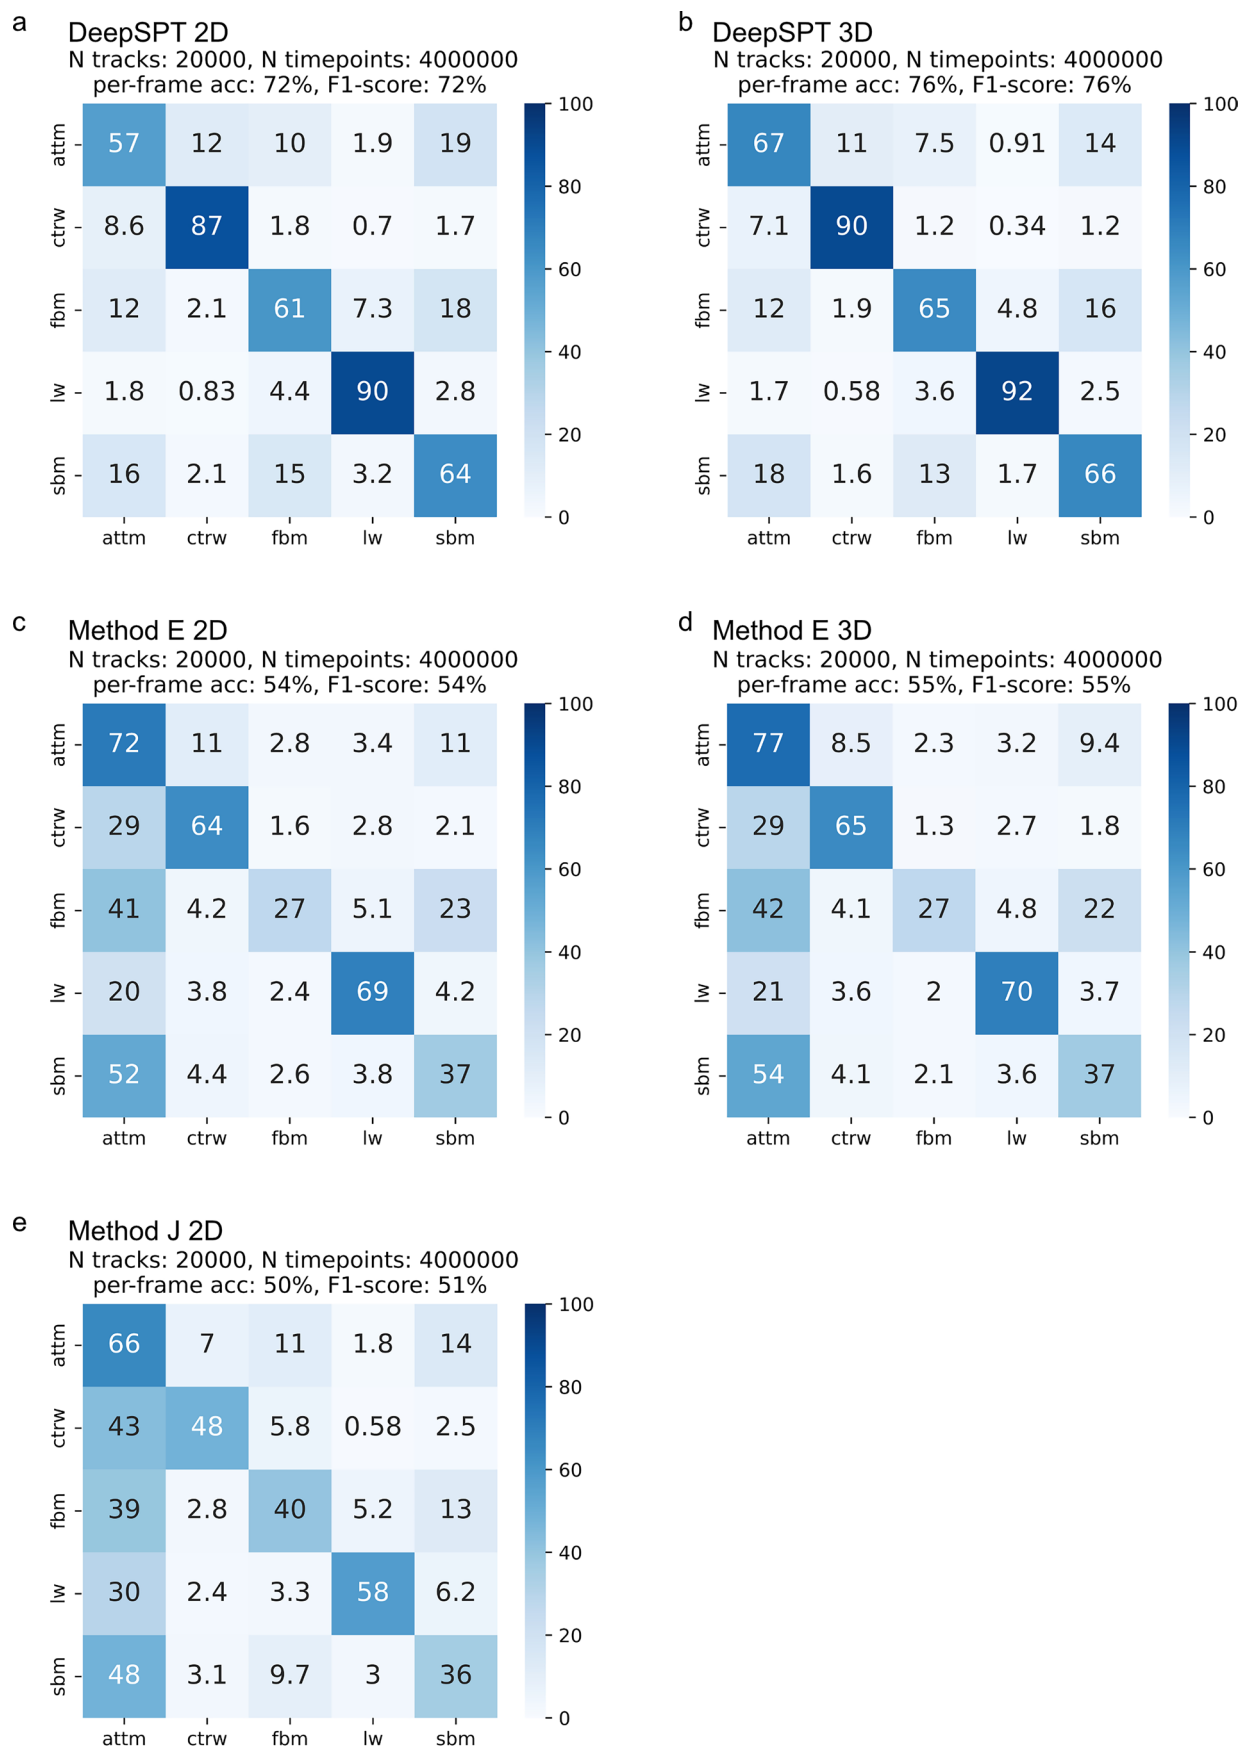 a
DeepSPT 2D
N tracks: 20000, N timepoints: 4000000
per-frame acc: 72%, F1-score: 72%
attm 57 12 10 1.9 19
ctrw 8.6 87 1.8 0.7 1.7
fbm 12 2.1 61 7.3 18
lw 1.8 0.83 4.4 90 2.8
sbm 16 2.1 15 3.2 64
attm ctrw fbm lw sbm
100
80
60
40
20
0
b
DeepSPT 3D
N tracks: 20000, N timepoints: 4000000
per-frame acc: 76%, F1-score: 76%
attm 67 11 7.5 0.91 14
ctrw 7.1 90 1.2 0.34 1.2
fbm 12 1.9 65 4.8 16
lw 1.7 0.58 3.6 92 2.5
sbm 18 1.6 13 1.7 66
attm ctrw fbm lw sbm
100
80
60
40
20
0
c
Method E 2D
N tracks: 20000, N timepoints: 4000000
per-frame acc: 54%, F1-score: 54%
attm 72 11 2.8 3.4 11
ctrw 29 64 1.6 2.8 2.1
fbm 41 4.2 27 5.1 23
lw 20 3.8 2.4 69 4.2
sbm 52 4.4 2.6 3.8 37
attm ctrw fbm lw sbm
100
80
60
40
20
0
d
Method E 3D
N tracks: 20000, N timepoints: 4000000
per-frame acc: 55%, F1-score: 55%
attm 77 8.5 2.3 3.2 9.4
ctrw 29 65 1.3 2.7 1.8
fbm 42 4.1 27 4.8 22
lw 21 3.6 2 70 3.7
sbm 54 4.1 2.1 3.6 37
attm ctrw fbm lw sbm
100
80
60
40
20
0
e
Method J 2D
N tracks: 20000, N timepoints: 4000000
per-frame acc: 50%, F1-score: 51%
attm 66 7 11 1.8 14
ctrw 43 48 5.8 0.58 2.5
fbm 39 2.8 40 5.2 13
lw 30 2.4 3.3 58 6.2
sbm 48 3.1 9.7 3 36
attm ctrw fbm lw sbm
100
80
60
40
20
0